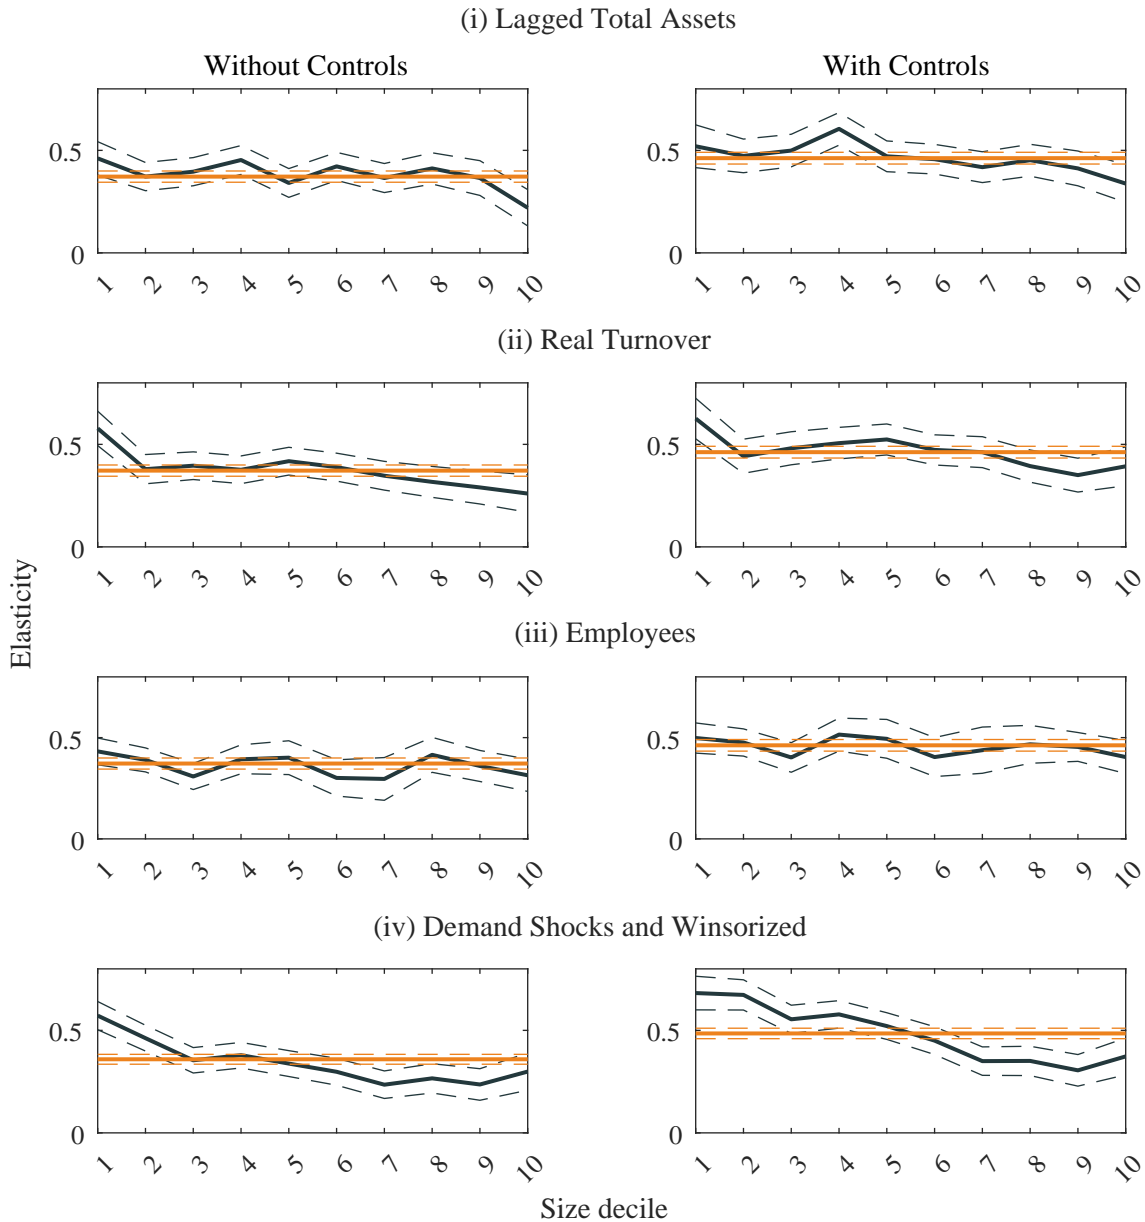 (i) Lagged Total Assets
Without Controls
With Controls
0.5
0
1 2 3 4 5 6 7 8 9 10
0.5
0
1 2 3 4 5 6 7 8 9 10
(ii) Real Turnover
0.5
0
1 2 3 4 5 6 7 8 9 10
0.5
0
1 2 3 4 5 6 7 8 9 10
Elasticity
(iii) Employees
0.5
0
1 2 3 4 5 6 7 8 9 10
0.5
0
1 2 3 4 5 6 7 8 9 10
(iv) Demand Shocks and Winsorized
0.5
0
1 2 3 4 5 6 7 8 9 10
0.5
0
1 2 3 4 5 6 7 8 9 10
Size decile